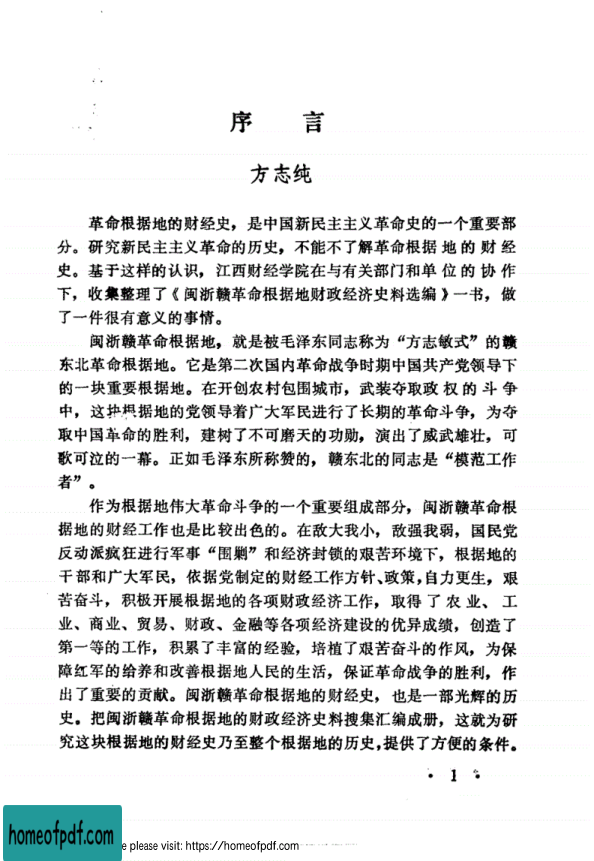 序 言
方志纯
革命根据地的财经史，是中国新民主主义革命史的一个重要部
分。研究新民主主义革命的历史，不能不了解革命根据地的财经
史。基于这样的认识，江西财经学院在与有关部门和单位的协作
下，收集整理了《闽浙赣革命根据地财政经济史料选编》一书，做
了一件很有意义的事情。
闽浙赣革命根据地，就是被毛泽东同志称为“方志敏式”的赣
东北革命根据地。它是第二次国内革命战争时期中国共产党领导下
的一块重要根据地。在开创农村包围城市，武装夺取政权的斗争
中，这块根据地的党领导着广大军民进行了长期的革命斗争，为夺
取中国革命的胜利，建树了不可磨天的功勋，演出了威武雄壮，可
歌可泣的一幕。正如毛泽东所称赞的，赣东北的同志是“模范工作
者”。
作为根据地伟大革命斗争的一个重要组成部分，闽浙赣革命根
据地的财经工作也是比较出色的。在敌大我小，敌强我弱，国民党
反动派疯狂进行军事“围剿”和经济封锁的艰苦环境下，根据地的
干部和广大军民，依据党制定的财经工作方针、政策，自力更生，艰
苦奋斗，积极开展根据地的各项财政经济工作，取得了农业、工
业、商业、贸易、财政、金融等各项经济建设的优异成绩，创造了
第一等的工作，积累了丰富的经验，培植了艰苦奋斗的作风，为保
障红军的给养和改善根据地人民的生活，保证革命战争的胜利，作
出了重要的贡献。闽浙赣革命根据地的财经史，也是一部光辉的历
史。把闽浙赣革命根据地的财政经济史料搜集汇编成册，这就为研
究这块根据地的财经史乃至整个根据地的历史，提供了方便的条件。
· 1 ·
homeofpdf.com
e please visit: https://homeofpdf.com